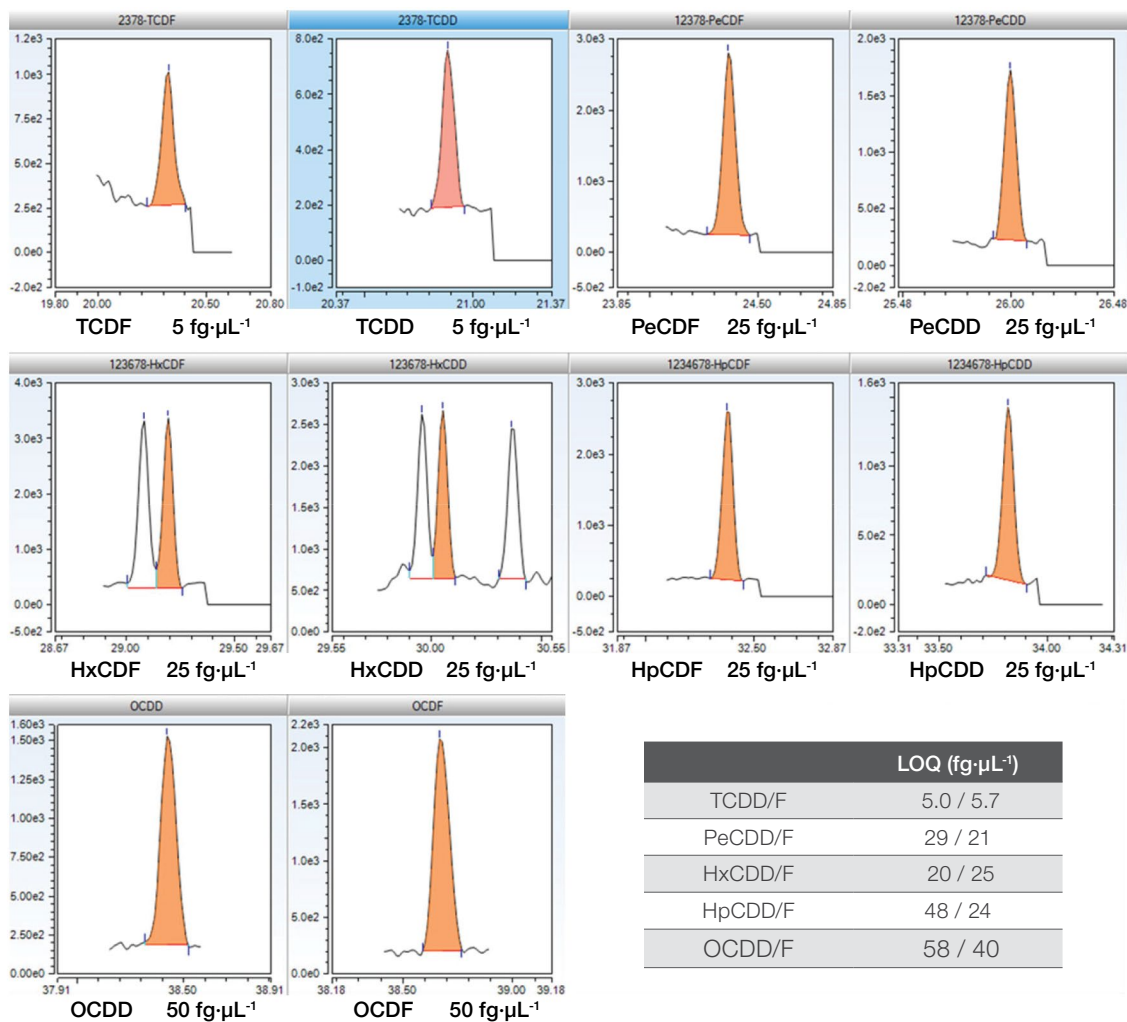 2378-TCDF
2378-TCDD
12378-PeCDF
12378-PeCDD
1.2e3
1.0e3
7.5e2
5.0e2
2.5e2
0.0e0
-2.0e2
19.80 20.00 20.50 20.80
8.0e2
6.0e2
4.0e2
2.0e2
0.0e0
-1.0e2
20.37 21.00 21.37
3.0e3
2.0e3
1.0e3
0.0e0
-5.0e2
23.85 24.50 24.85
2.0e3
1.5e3
1.0e3
5.0e2
0.0e0
-2.0e2
25.48 26.00 26.48
TCDF 5 fg·µL⁻¹
TCDD 5 fg·µL⁻¹
PeCDF 25 fg·µL⁻¹
PeCDD 25 fg·µL⁻¹
123678-HxCDF
123678-HxCDD
1234678-HpCDF
1234678-HpCDD
4.0e3
3.0e3
2.0e3
1.0e3
0.0e0
-5.0e2
28.67 29.00 29.50 29.67
3.0e3
2.5e3
2.0e3
1.5e3
1.0e3
5.0e2
0.0e0
29.55 30.00 30.55
3.0e3
2.0e3
1.0e3
0.0e0
-5.0e2
31.87 32.50 32.87
1.6e3
1.0e3
5.0e2
0.0e0
-2.0e2
33.31 33.50 34.00 34.31
HxCDF 25 fg·µL⁻¹
HxCDD 25 fg·µL⁻¹
HpCDF 25 fg·µL⁻¹
HpCDD 25 fg·µL⁻¹
OCDD
OCDF
1.60e3
1.50e3
1.25e3
1.00e3
7.50e2
5.00e2
2.50e2
0.00e0
37.91 38.50 38.91
2.2e3
2.0e3
1.5e3
1.0e3
5.0e2
0.0e0
38.18 38.50 39.00 39.18
OCDD 50 fg·µL⁻¹
OCDF 50 fg·µL⁻¹
LOQ (fg·µL⁻¹)
TCDD/F 5.0 / 5.7
PeCDD/F 29 / 21
HxCDD/F 20 / 25
HpCDD/F 48 / 24
OCDD/F 58 / 40